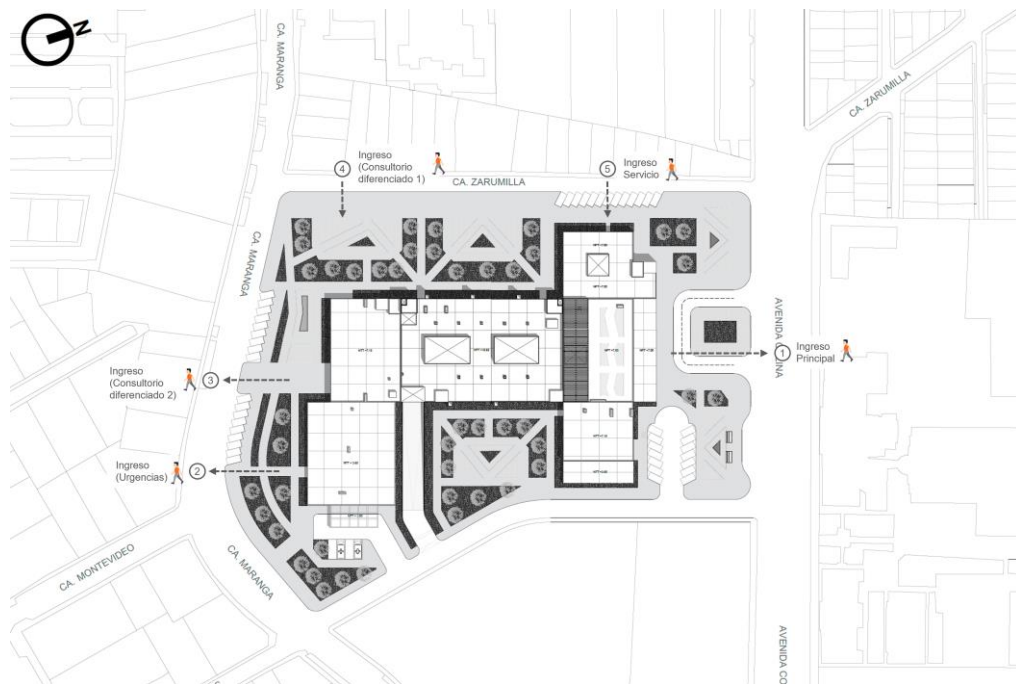 N
CA. MARANGA
CA. ZARUMILLA
4
Ingreso
(Consultorio
diferenciado 1)
5
Ingreso
Servicio
CA. ZARUMILLA
CA. MARANGA
AVENIDA
INA
1
Ingreso
Principal
Ingreso
(Consultorio
diferenciado 2)
3
Ingreso
(Urgencias)
2
CA. MONTEVIDEO
CA. MARANGA
AVENIDA CO